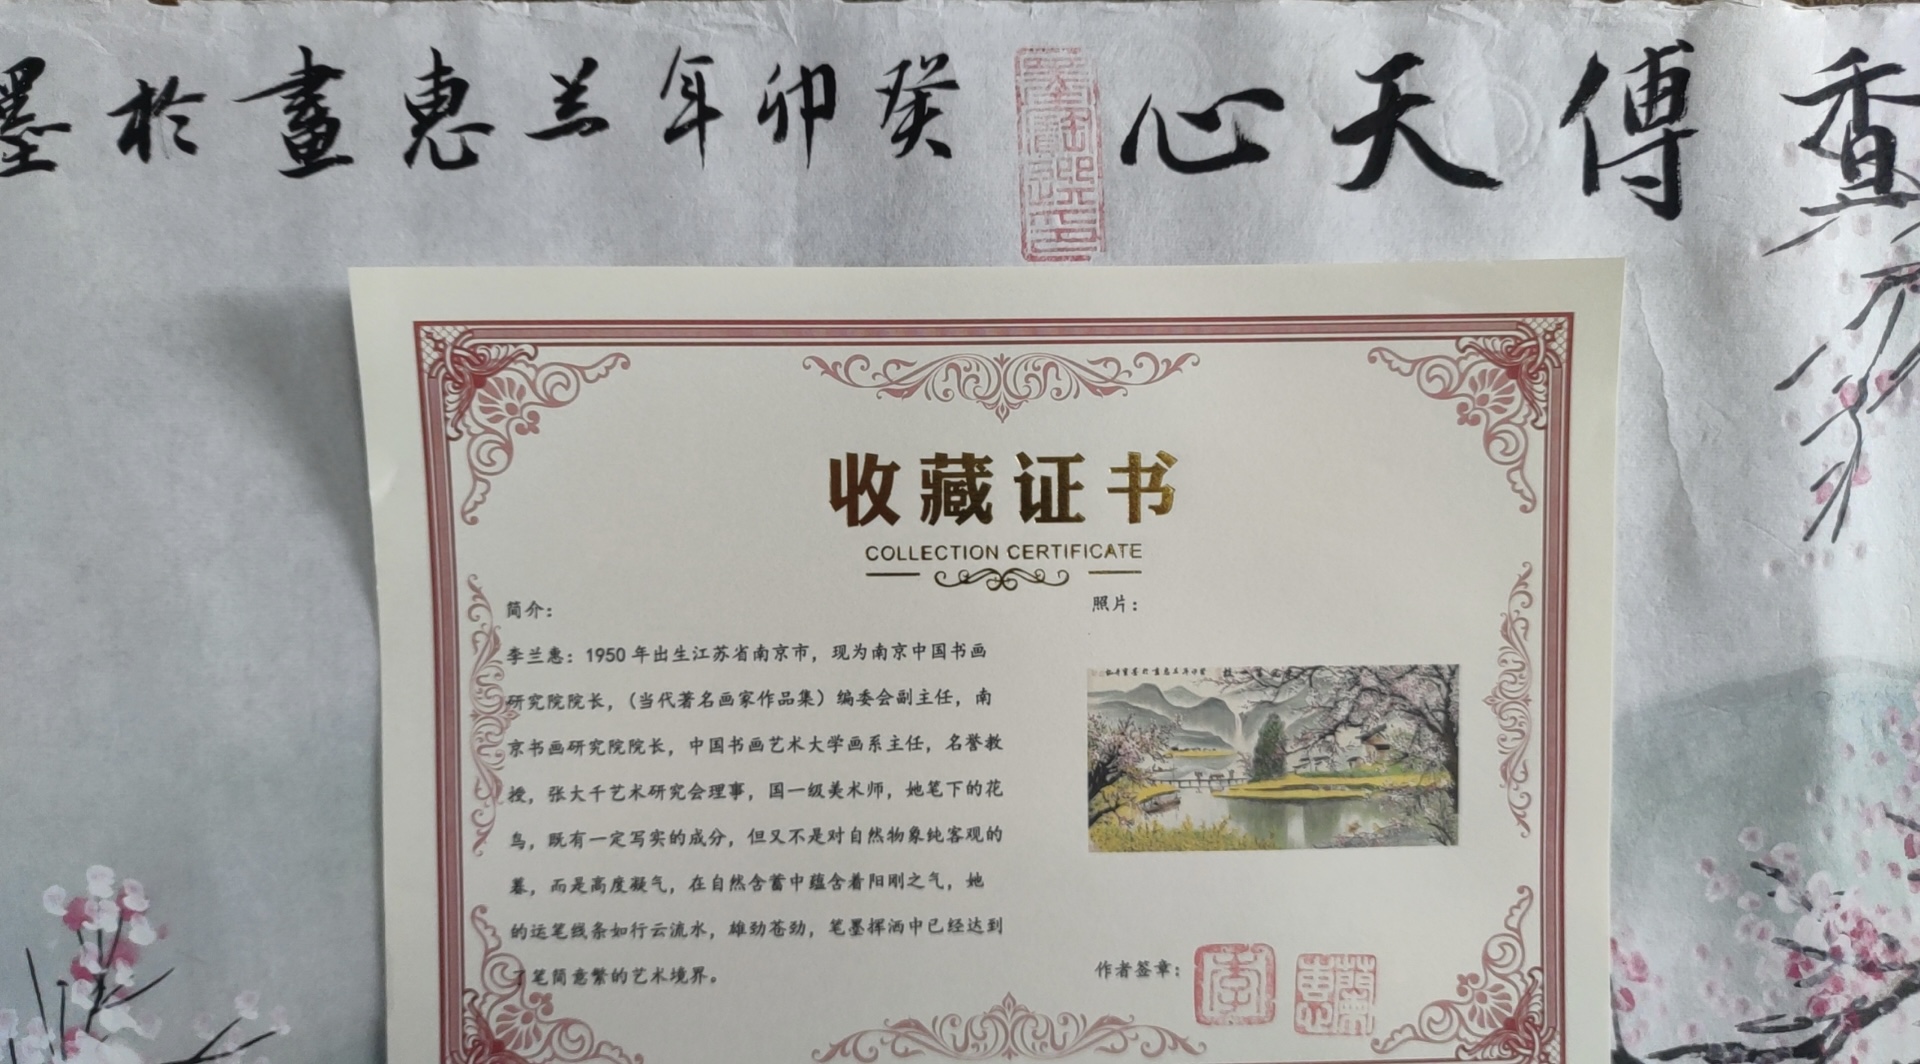 香傳天心
癸卯年兰惠畫於墨
收藏证书
COLLECTION CERTIFICATE
简介：
李兰惠：1950 年出生江苏省南京市，现为南京中国书画
研究院院长，（当代著名画家作品集）编委会副主任，南
京书画研究院院长，中国书画艺术大学画系主任，名誉教
授，张大千艺术研究会理事，国一级美术师，她笔下的花
鸟，既有一定写实的成分，但又不是对自然物象纯客观的
摹，而是高度凝气，在自然含蓄中蕴含着阳刚之气，她
的运笔线条如行云流水，雄劲苍劲，笔墨挥洒中已经达到
了笔简意繁的艺术境界。
照片：
作者签章：
李
蘭惠